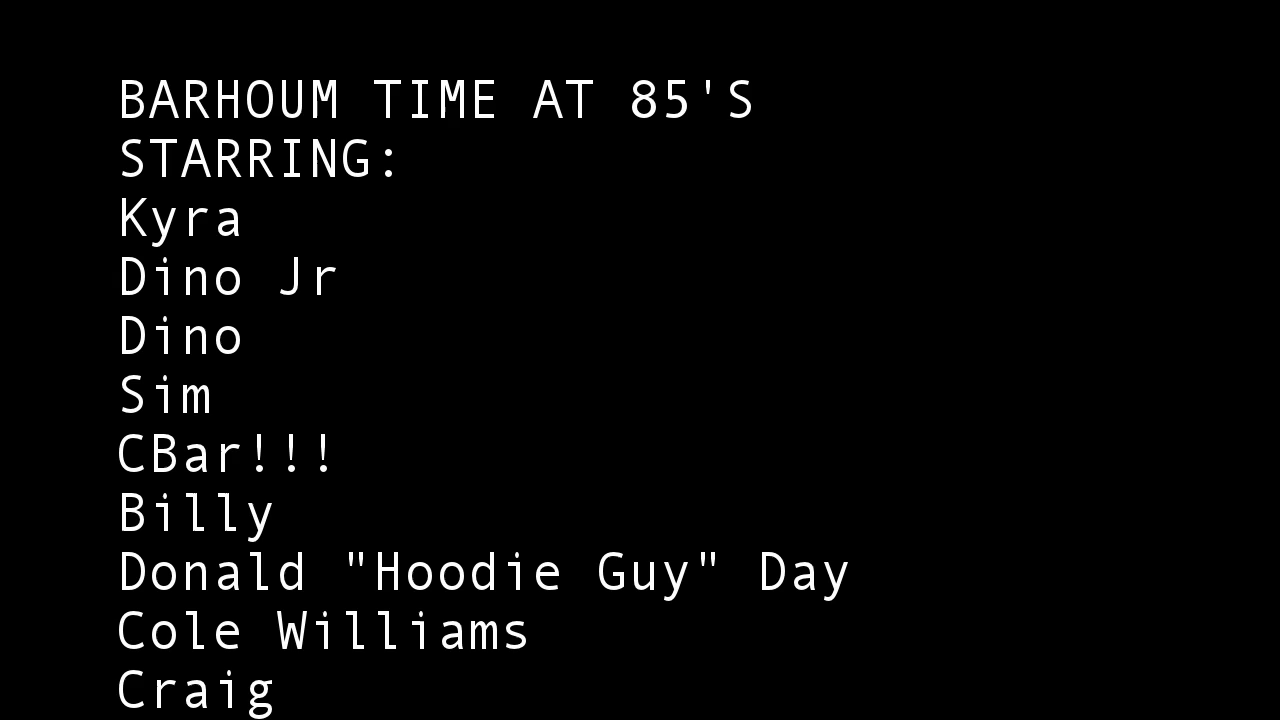 BARHOUM TIME AT 85'S
STARRING:
Kyra
Dino Jr
Dino
Sim
CBar!!!
Billy
Donald "Hoodie Guy" Day
Cole Williams
Craig